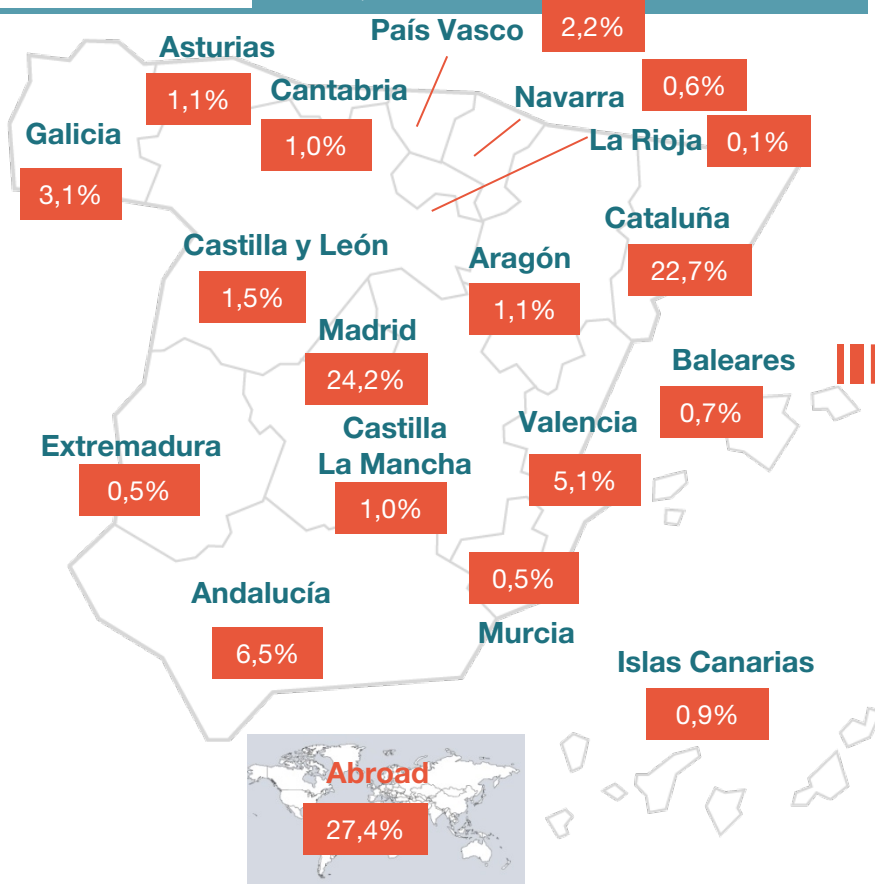 País Vasco
2,2%
Asturias
1,1%
Cantabria
1,0%
Navarra
0,6%
Galicia
3,1%
La Rioja
0,1%
Cataluña
22,7%
Castilla y León
1,5%
Aragón
1,1%
Madrid
24,2%
Baleares
0,7%
Castilla
La Mancha
1,0%
Valencia
5,1%
Extremadura
0,5%
0,5%
Murcia
Andalucía
6,5%
Islas Canarias
0,9%
Abroad
27,4%